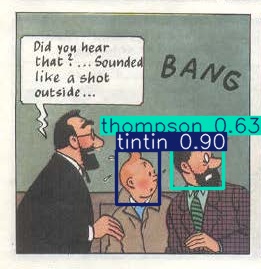 Did you hear
that? ... Sounded
like a shot
outside...
BANG
thompson 0.63
tintin 0.90